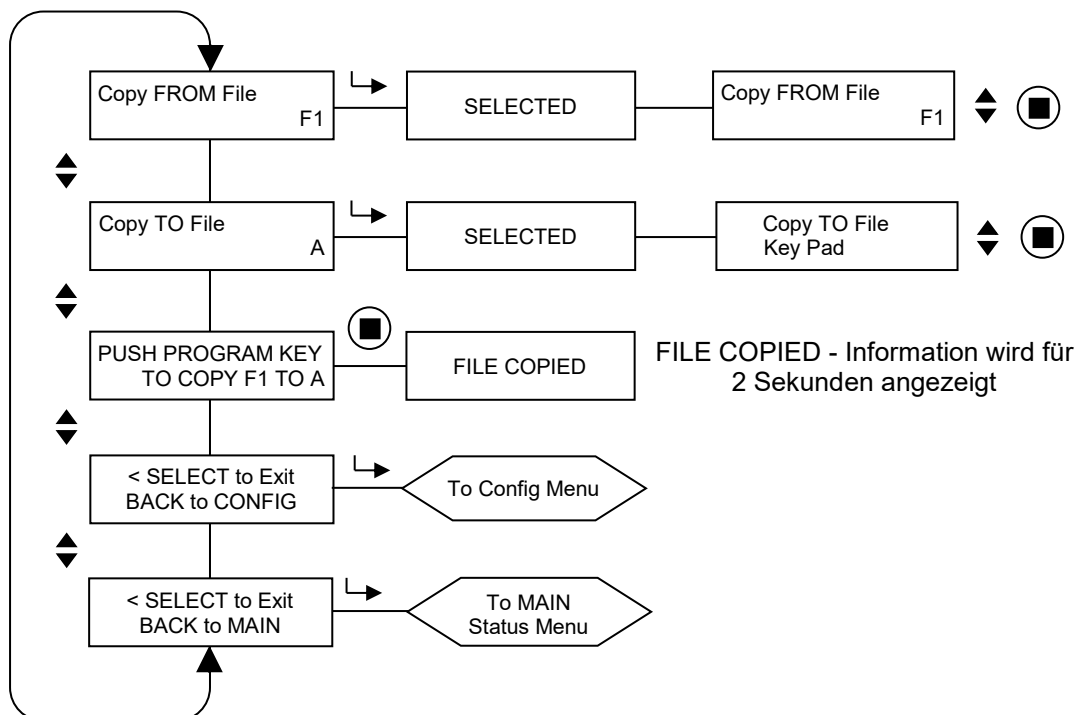 Copy FROM File
F1
SELECTED
Copy FROM File
F1
Copy TO File
A
SELECTED
Copy TO File
Key Pad
PUSH PROGRAM KEY
TO COPY F1 TO A
FILE COPIED
FILE COPIED - Information wird für
2 Sekunden angezeigt
< SELECT to Exit
BACK to CONFIG
To Config Menu
< SELECT to Exit
BACK to MAIN
To MAIN
Status Menu